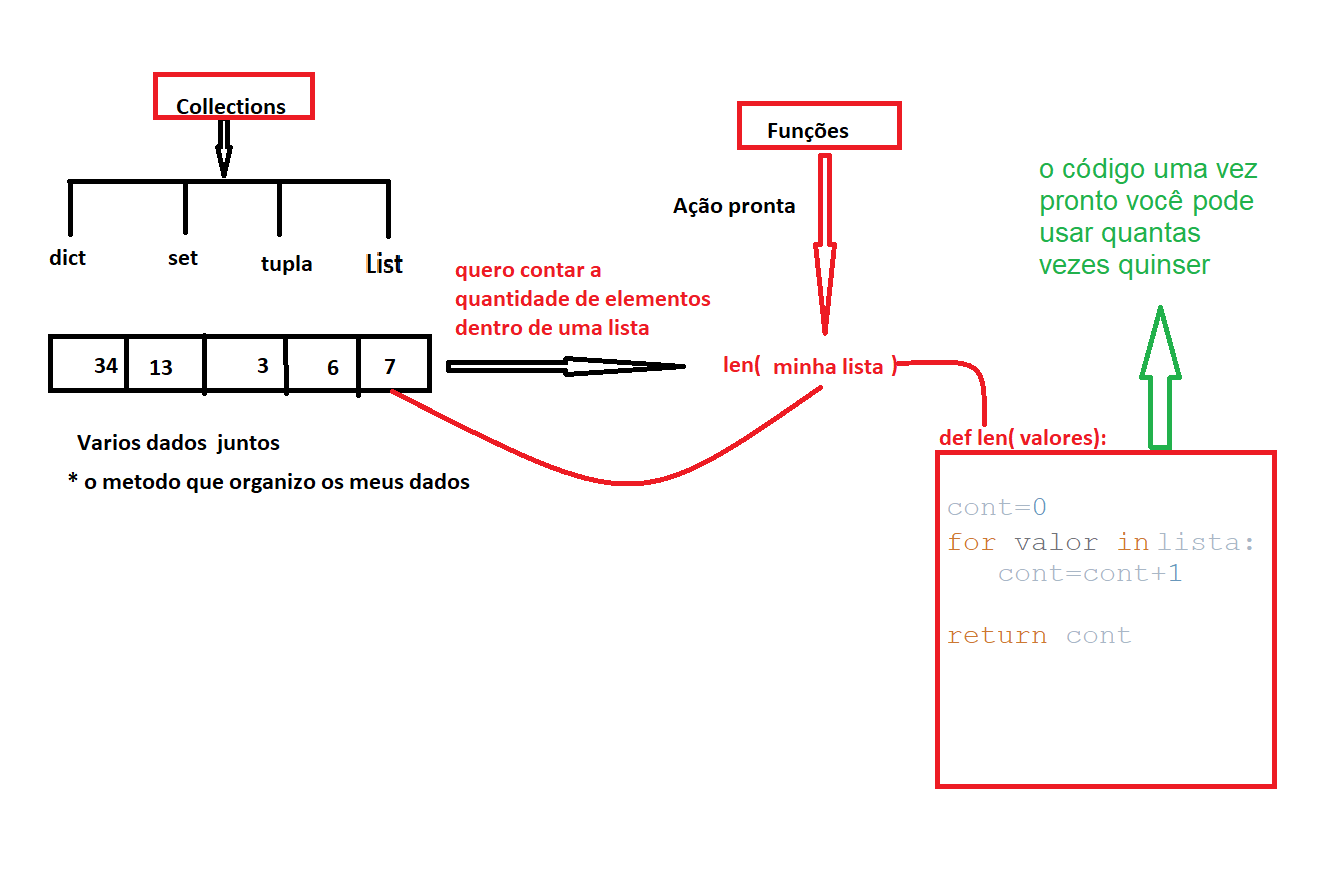 Collections
dict
set
tupla
List
34
13
3
6
7
Varios dados juntos
* o metodo que organizo os meus dados
quero contar a
quantidade de elementos
dentro de uma lista
Funções
Ação pronta
len( minha lista )
o código uma vez
pronto você pode
usar quantas
vezes quinser
def len( valores):
cont=0
for valor in lista:
cont=cont+1
return cont